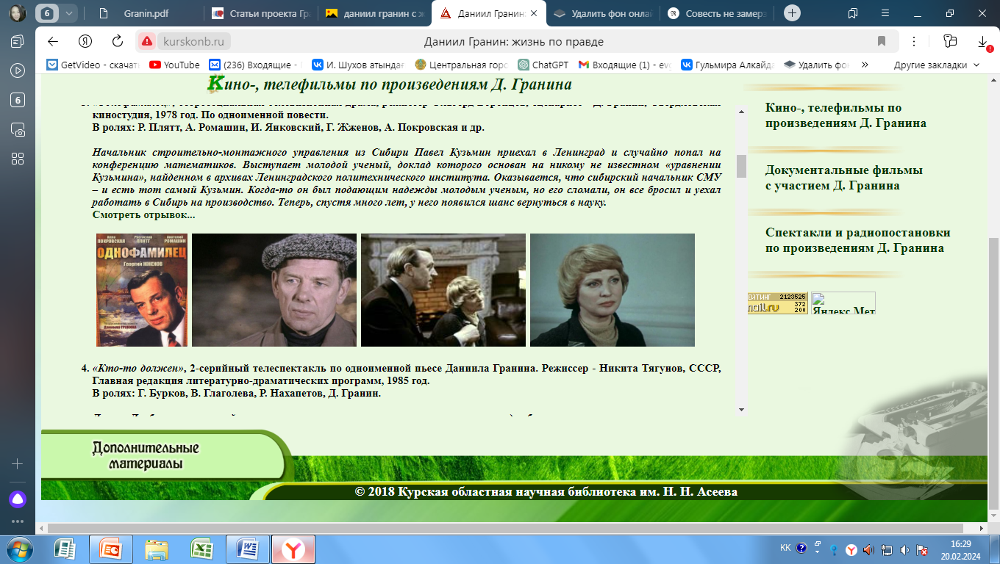 6
Granin.pdf
Статьи проекта Гра
даниил гранин с ж
Даниил Гранин:
Удалить фон онлай
Совесть не замерз
kurskonb.ru
Даниил Гранин: жизнь по правде
GetVideo - скачать
YouTube
(236) Входящие -
И. Шухов атындағ
Центральная горо
ChatGPT
Входящие (1) - evg
Гульмира Алкайда
Удалить фон
Другие закладки
6
Кино-, телефильмы по произведениям Д. Гранина
киностудия, 1978 год. По одноименной повести.
В ролях: Р. Плятт, А. Ромашин, И. Янковский, Г. Жженов, А. Покровская и др.
Начальник строительно-монтажного управления из Сибири Павел Кузьмин приехал в Ленинград и случайно попал на
конференцию математиков. Выступает молодой ученый, доклад которого основан на никому не известном «уравнении
Кузьмина», найденном в архивах Ленинградского политехнического института. Оказывается, что сибирский начальник СМУ
– и есть тот самый Кузьмин. Когда-то он был подающим надежды молодым ученым, но его сломали, он все бросил и уехал
работать в Сибирь на производство. Теперь, спустя много лет, у него появился шанс вернуться в науку.
Смотреть отрывок...
Алла ПОКРОВСКАЯ Ростислав ПЛЯТТ Анатолий РОМАШИН
ОДНОФАМИЛЕЦ
Георгий ЖЖЕНОВ
4. «Кто-то должен», 2-серийный телеспектакль по одноименной пьесе Даниила Гранина. Режиссер - Никита Тягунов, СССР,
Главная редакция литературно-драматических программ, 1985 год.
В ролях: Г. Бурков, В. Глаголева, Р. Нахапетов, Д. Гранин.
Кино-, телефильмы по
произведениям Д. Гранина
Документальные фильмы
с участием Д. Гранина
Спектакли и радиопостановки
по произведениям Д. Гранина
ЕЙТИНГ 2123525
mail.ru 372
200
Яндекс.Мет
Дополнительные
материалы
© 2018 Курская областная научная библиотека им. Н. Н. Асеева
KK
16:29
20.02.2024